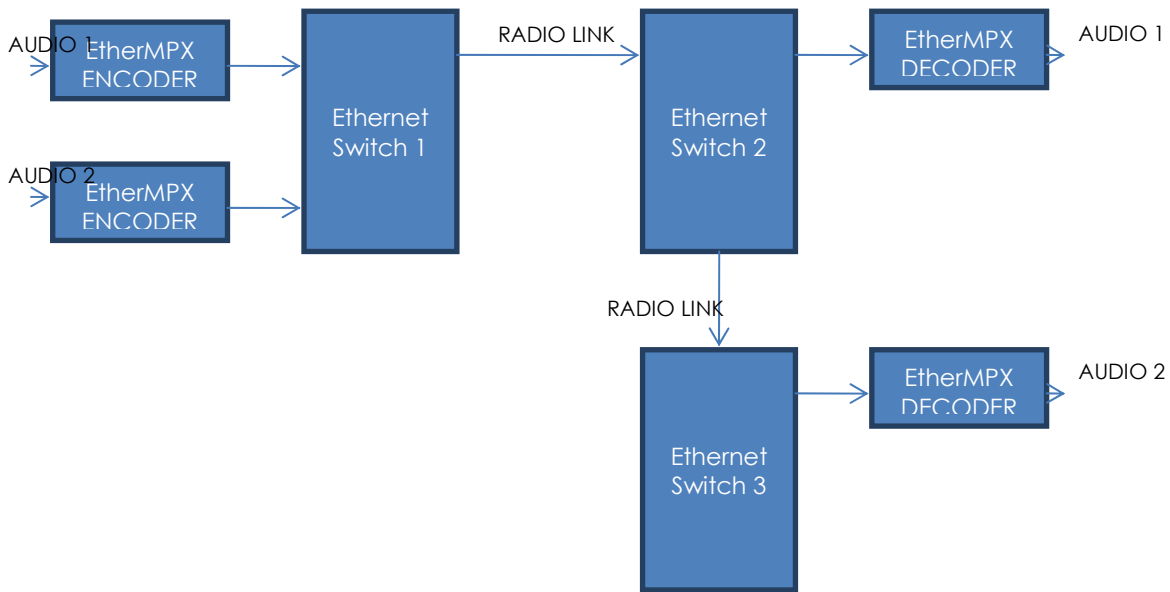 AUDIO 1
EtherMPX
ENCODER
RADIO LINK
EtherMPX
DECODER
AUDIO 1
Ethernet
Switch 1
Ethernet
Switch 2
AUDIO 2
EtherMPX
ENCODER
RADIO LINK
EtherMPX
DECODER
AUDIO 2
Ethernet
Switch 3